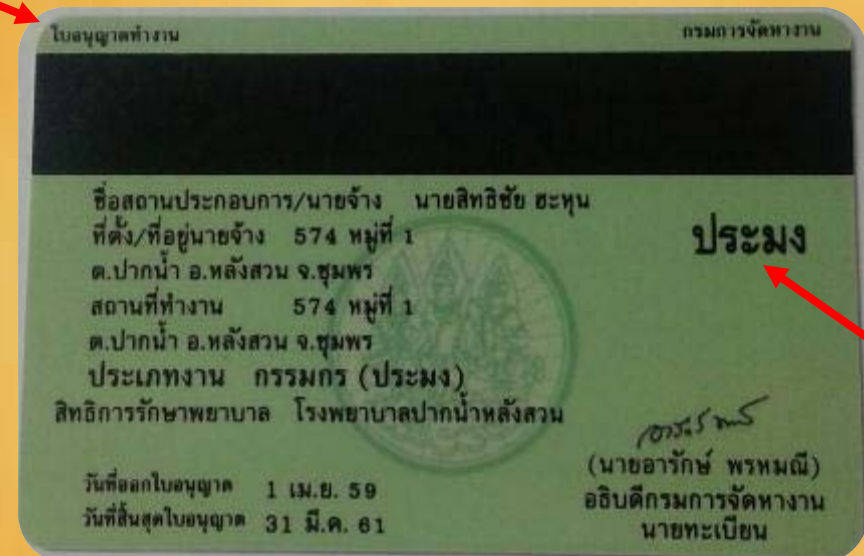 ใบอนุญาตทำงาน กรมการจัดหางาน
ชื่อสถานประกอบการ/นายจ้าง นายสิทธิชัย ฮะหุน
ที่ตั้ง/ที่อยู่นายจ้าง 574 หมู่ที่ 1
ต.ปากน้ำ อ.หลังสวน จ.ชุมพร
ประมง
สถานที่ทำงาน 574 หมู่ที่ 1
ต.ปากน้ำ อ.หลังสวน จ.ชุมพร
ประเภทงาน กรรมกร (ประมง)
สิทธิการรักษาพยาบาล โรงพยาบาลปากน้ำหลังสวน
(นายอารักษ์ พรหมณี)
อธิบดีกรมการจัดหางาน
นายทะเบียน
วันที่ออกใบอนุญาต 1 เม.ย. 59
วันที่สิ้นสุดใบอนุญาต 31 มี.ค. 61